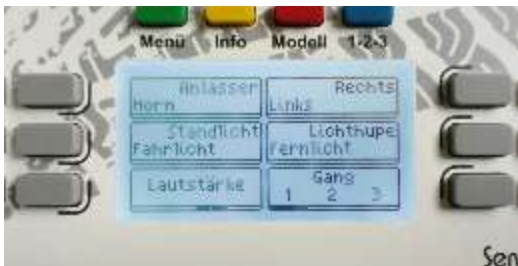 Menü Info Modell 1-2-3
Anlasser Rechts
Horn Links
Standlicht Lichthupe
Fahrlicht Fernlicht
Lautstärke Gang
1 2 3
Sen